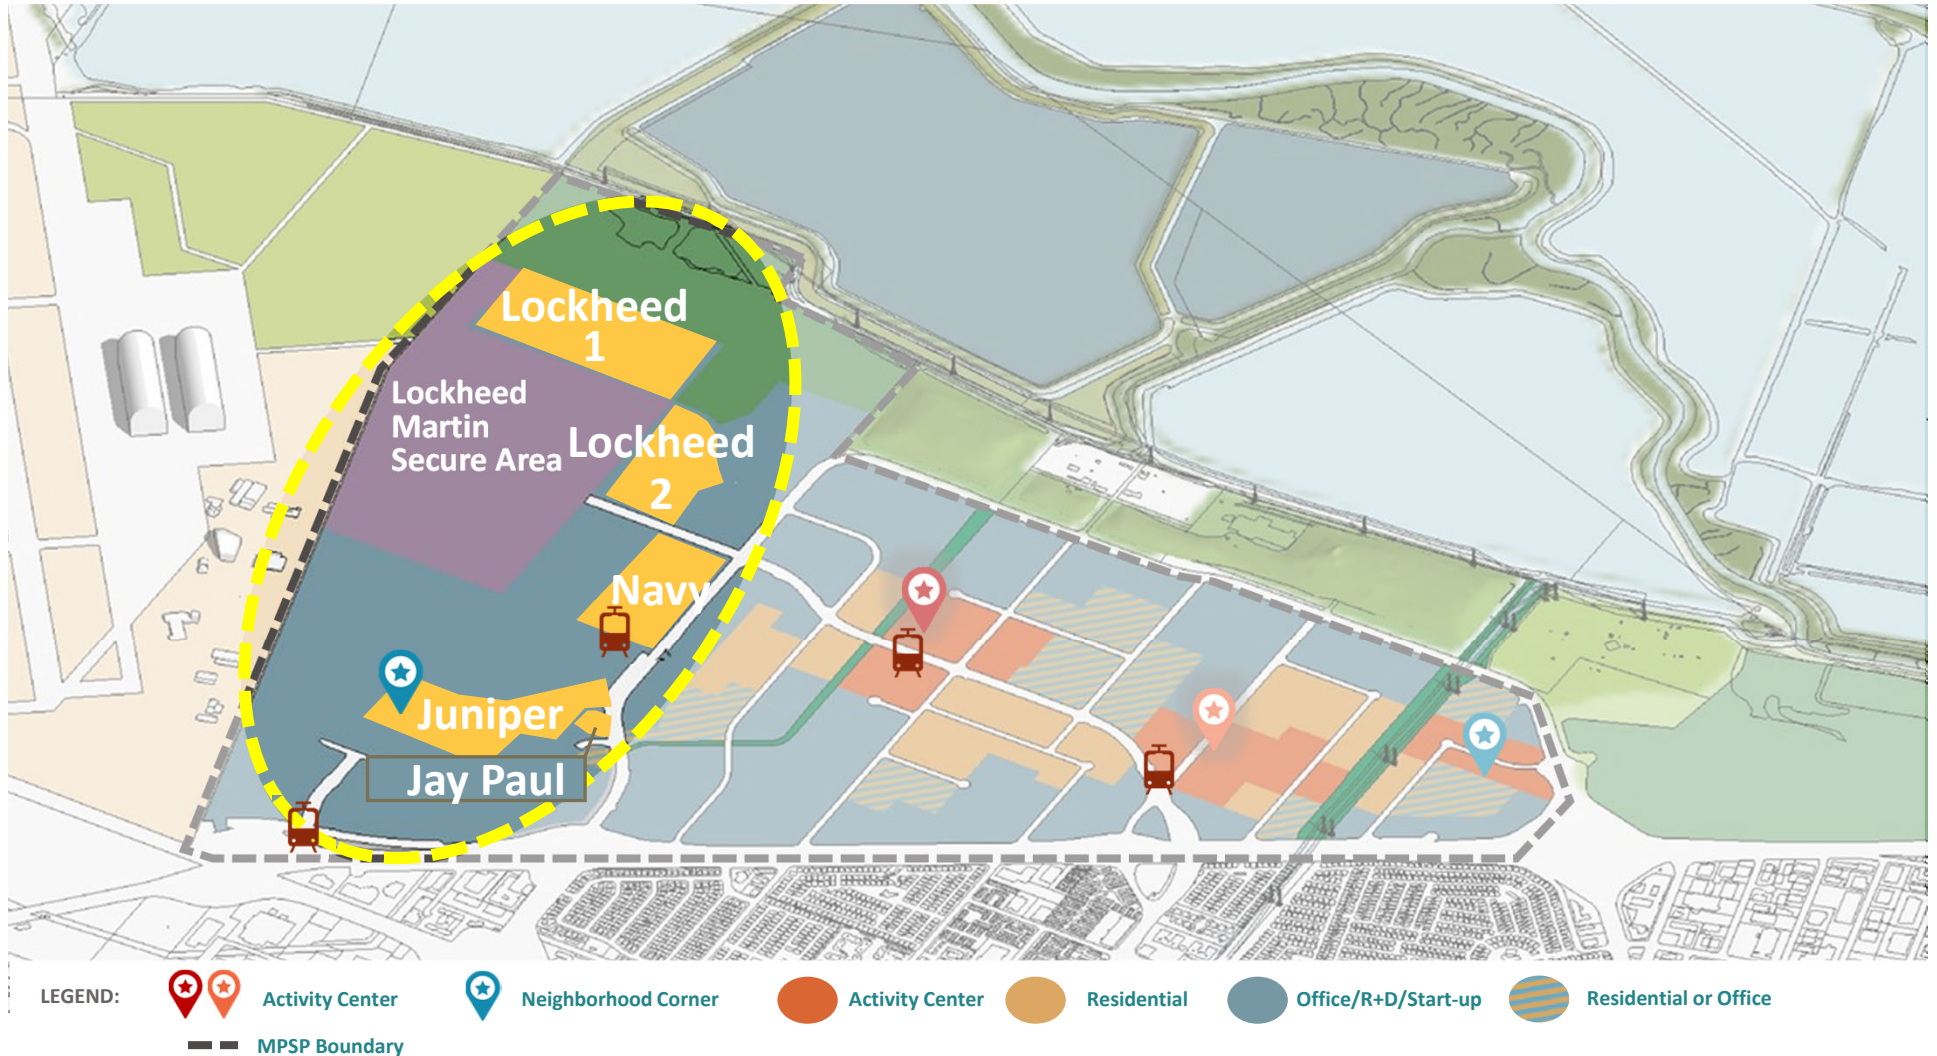 Lockheed
1
Lockheed
Martin
Secure Area
Lockheed
2
Navy
Juniper
Jay Paul
LEGEND:
Activity Center
Neighborhood Corner
Activity Center
Residential
Office/R+D/Start-up
Residential or Office
MPSP Boundary